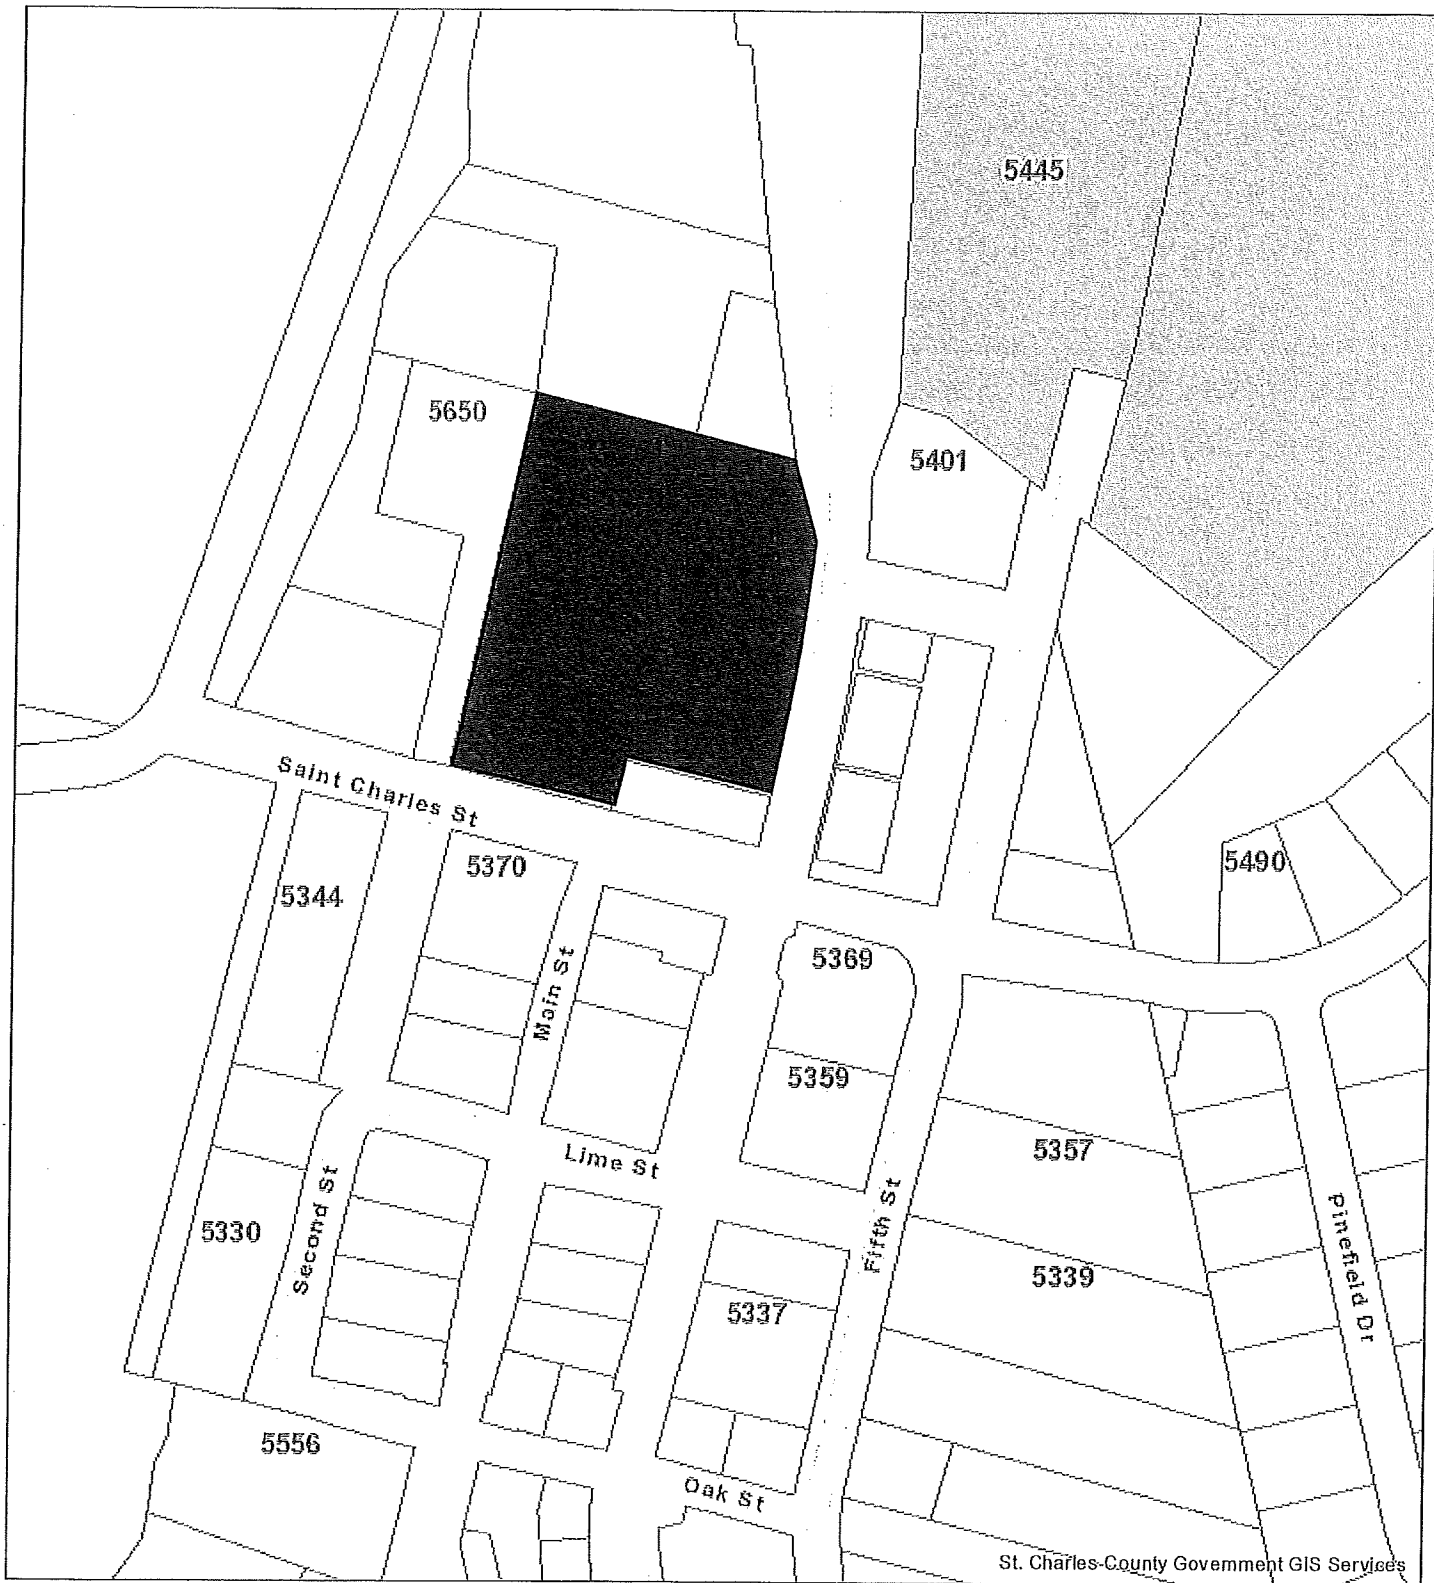 5445
5650
5401
Saint Charles St
5370
5490
5344
5369
Main St
5359
5357
Lime St
Second St
5330
Fifth St
Pinefield Dr
5339
5337
5556
Oak St
St. Charles County Government GIS Services